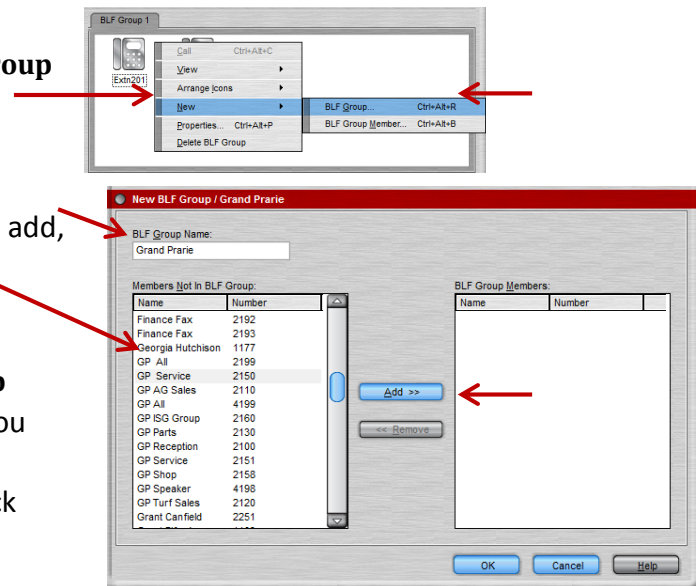 BLF Group 1
roup
Call Ctrl+Alt+C
View
Extn201
Arrange Icons
New
BLF Group... Ctrl+Alt+R
Properties... Ctrl+Alt+P
BLF Group Member... Ctrl+Alt+B
Delete BLF Group
New BLF Group / Grand Prarie
add,
BLF Group Name:
Grand Prarie
Members Not In BLF Group:
Name Number
Finance Fax 2192
Finance Fax 2193
Georgia Hutchison 1177
GP All 2199
GP Service 2150
GP AG Sales 2110
GP All 4199
GP ISG Group 2160
GP Parts 2130
GP Reception 2100
GP Service 2151
GP Shop 2158
GP Speaker 4198
GP Turf Sales 2120
Grant Canfield 2251
Add >>
<< Remove
BLF Group Members:
Name Number
ou
ck
OK Cancel Help